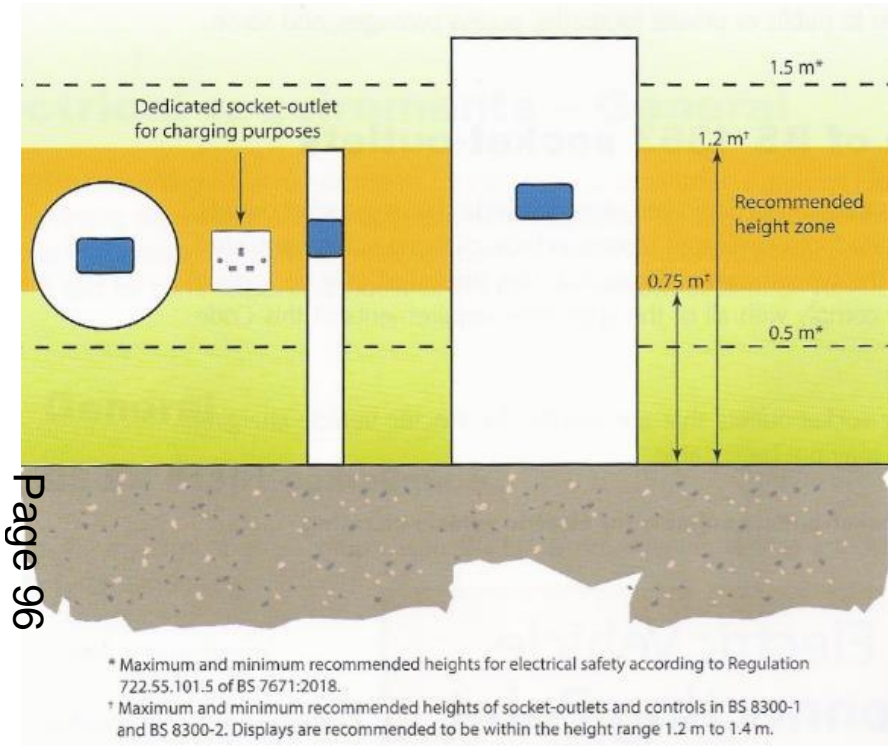 1.5 m*
Dedicated socket-outlet
for charging purposes
1.2 m†
Recommended
height zone
0.75 m†
0.5 m*
Page 96
* Maximum and minimum recommended heights for electrical safety according to Regulation
722.55.101.5 of BS 7671:2018.
† Maximum and minimum recommended heights of socket-outlets and controls in BS 8300-1
and BS 8300-2. Displays are recommended to be within the height range 1.2 m to 1.4 m.